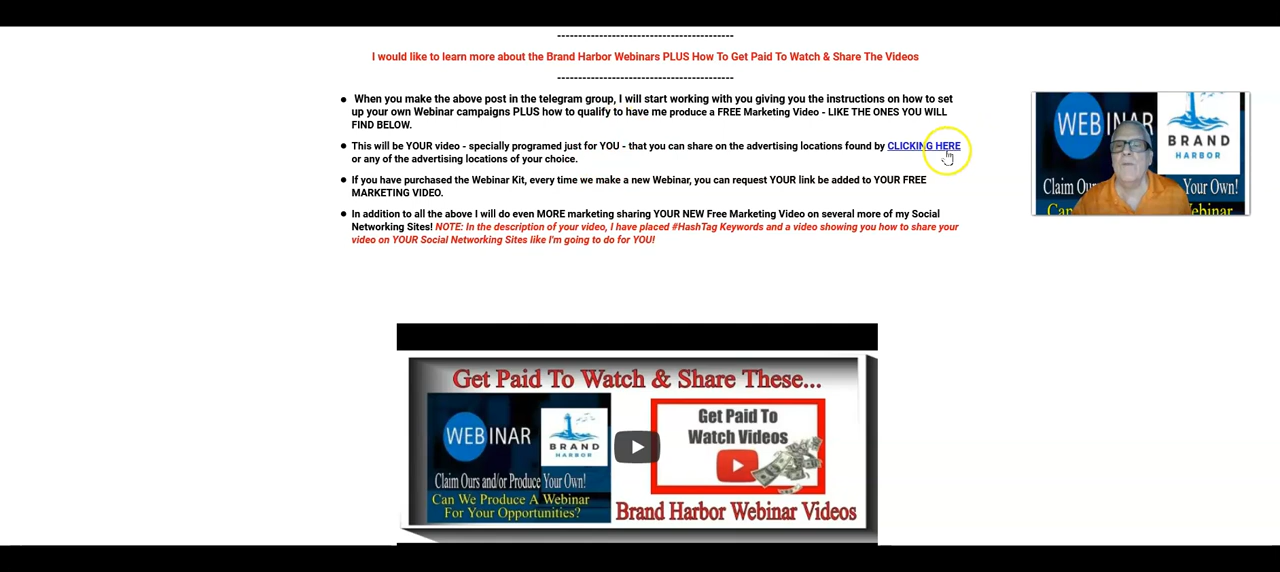 -------------------------------------------
I would like to learn more about the Brand Harbor Webinars PLUS How To Get Paid To Watch & Share The Videos
-------------------------------------------
● When you make the above post in the telegram group, I will start working with you giving you the instructions on how to set
up your own Webinar campaigns PLUS how to qualify to have me produce a FREE Marketing Video - LIKE THE ONES YOU WILL
FIND BELOW.
● This will be YOUR video - specially programed just for YOU - that you can share on the advertising locations found by CLICKING HERE
or any of the advertising locations of your choice.
● If you have purchased the Webinar Kit, every time we make a new Webinar, you can request YOUR link be added to YOUR FREE
MARKETING VIDEO.
● In addition to all the above I will do even MORE marketing sharing YOUR NEW Free Marketing Video on several more of my Social
Networking Sites! NOTE: In the description of your video, I have placed #HashTag Keywords and a video showing you how to share your
video on YOUR Social Networking Sites like I'm going to do for YOU!
WEBINAR
BRAND
HARBOR
Claim Our Your Own!
Can Webinar
Get Paid To Watch & Share These...
WEBINAR
BRAND
HARBOR
Claim Ours and/or Produce Your Own!
Can We Produce A Webinar
For Your Opportunities?
Get Paid To
Watch Videos
Brand Harbor Webinar Videos